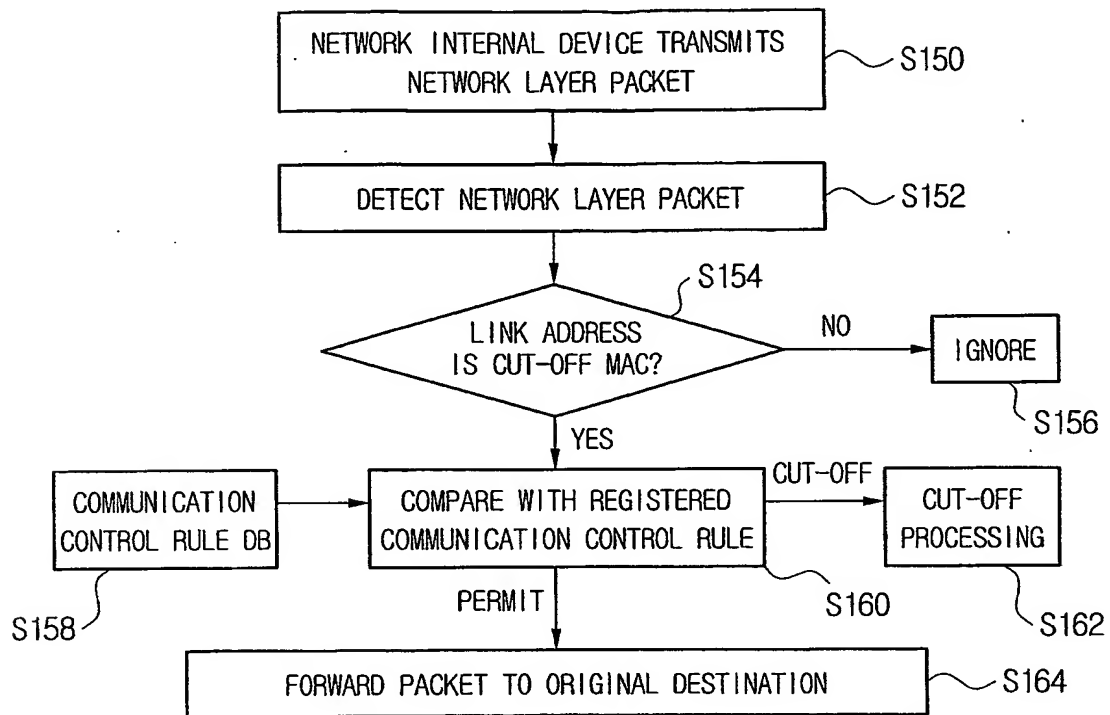 NETWORK INTERNAL DEVICE TRANSMITS
NETWORK LAYER PACKET
S150
DETECT NETWORK LAYER PACKET
S152
S154
LINK ADDRESS
IS CUT-OFF MAC?
NO
IGNORE
S156
YES
COMMUNICATION
CONTROL RULE DB
S158
COMPARE WITH REGISTERED
COMMUNICATION CONTROL RULE
S160
CUT-OFF
CUT-OFF
PROCESSING
S162
PERMIT
FORWARD PACKET TO ORIGINAL DESTINATION
S164